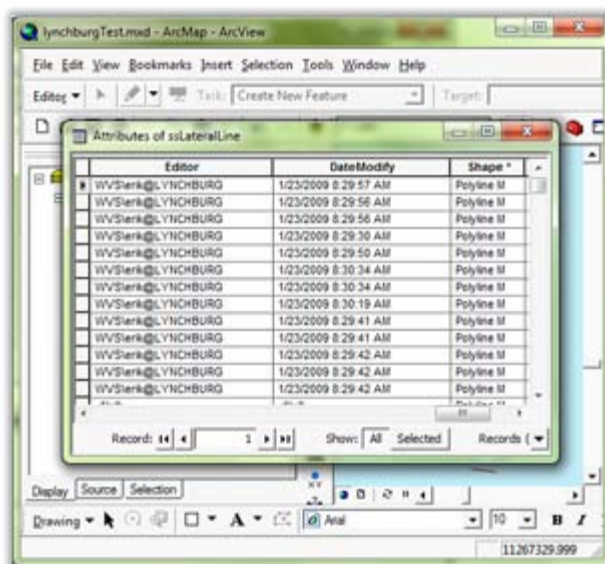 lynchburgTest.mxd - ArcMap - ArcView
File Edit View Bookmarks Insert Selection Tools Window Help
Editor Task: Create New Feature Target:
Attributes of ssLateralLine
Editor DateModify Shape *
WVS\erik@LYNCHBURG 1/23/2009 8:29:57 AM Polyline M
WVS\erik@LYNCHBURG 1/23/2009 8:29:56 AM Polyline M
WVS\erik@LYNCHBURG 1/23/2009 8:29:56 AM Polyline M
WVS\erik@LYNCHBURG 1/23/2009 8:29:30 AM Polyline M
WVS\erik@LYNCHBURG 1/23/2009 8:29:50 AM Polyline M
WVS\erik@LYNCHBURG 1/23/2009 8:30:34 AM Polyline M
WVS\erik@LYNCHBURG 1/23/2009 8:30:34 AM Polyline M
WVS\erik@LYNCHBURG 1/23/2009 8:30:19 AM Polyline M
WVS\erik@LYNCHBURG 1/23/2009 8:29:41 AM Polyline M
WVS\erik@LYNCHBURG 1/23/2009 8:29:41 AM Polyline M
WVS\erik@LYNCHBURG 1/23/2009 8:29:42 AM Polyline M
WVS\erik@LYNCHBURG 1/23/2009 8:29:42 AM Polyline M
WVS\erik@LYNCHBURG 1/23/2009 8:29:42 AM Polyline M
Record: 1 Show: All Selected Records (
Display Source Selection
Drawing A Arial 10 B I
11267329.999